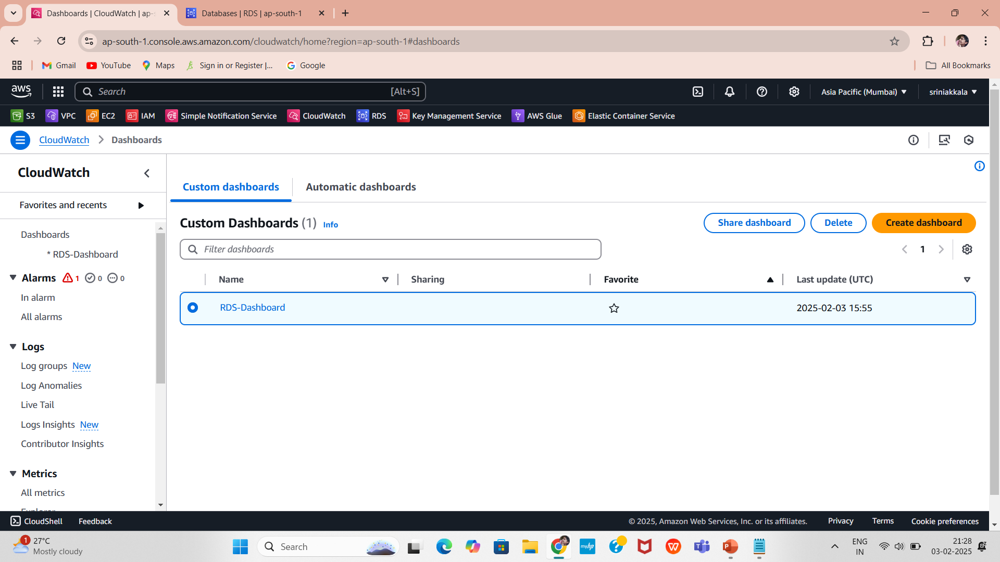 Dashboards | CloudWatch | ap-s
Databases | RDS | ap-south-1
ap-south-1.console.aws.amazon.com/cloudwatch/home?region=ap-south-1#dashboards
Gmail
YouTube
Maps
Sign in or Register |...
Google
All Bookmarks
aws
Search
[Alt+S]
Asia Pacific (Mumbai)
sriniakkala
S3
VPC
EC2
IAM
Simple Notification Service
CloudWatch
RDS
Key Management Service
AWS Glue
Elastic Container Service
CloudWatch
Dashboards
CloudWatch
Favorites and recents
Dashboards
* RDS-Dashboard
Alarms 1 0 0
In alarm
All alarms
Logs
Log groups New
Log Anomalies
Live Tail
Logs Insights New
Contributor Insights
Metrics
All metrics
Explorer
Custom dashboards
Automatic dashboards
Custom Dashboards (1) Info
Share dashboard
Delete
Create dashboard
Filter dashboards
1
Name
Sharing
Favorite
Last update (UTC)
RDS-Dashboard
2025-02-03 15:55
CloudShell
Feedback
© 2025, Amazon Web Services, Inc. or its affiliates.
Privacy
Terms
Cookie preferences
1
27°C
Mostly cloudy
Search
myhp
ENG
IN
21:28
03-02-2025